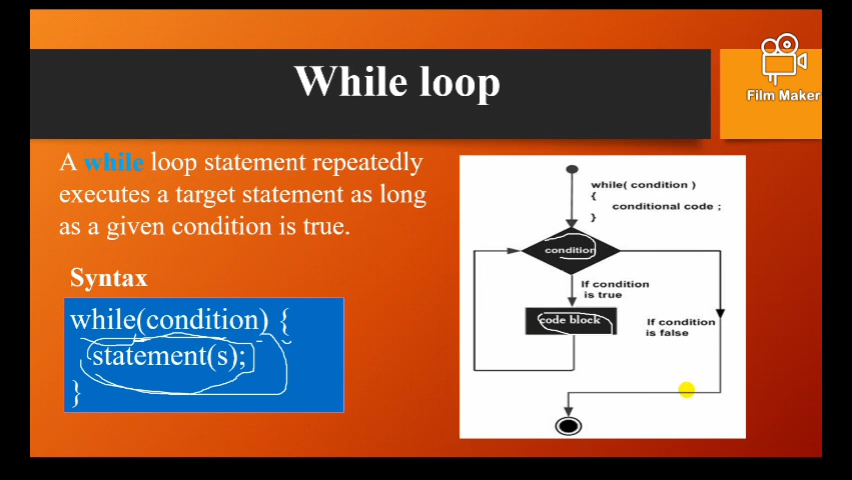 While loop
Film Maker
A while loop statement repeatedly
executes a target statement as long
as a given condition is true.
Syntax
while(condition) {
statement(s);
}
while( condition )
{
conditional code ;
}
condition
If condition
is true
code block
If condition
is false